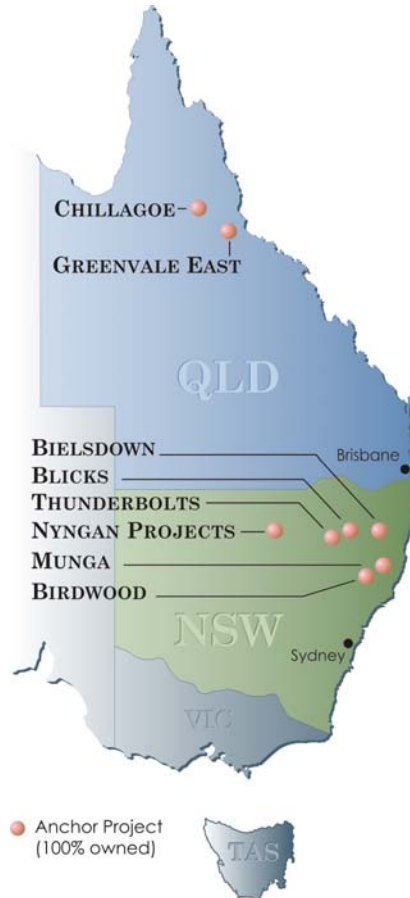 CHILLAGOE
GREENVALE EAST
QLD
BIELSDOWN
Brisbane
BLICKS
THUNDERBOLTS
NYNGAN PROJECTS
MUNGA
BIRDWOOD
NSW
Sydney
VIC
Anchor Project
(100% owned)
TAS